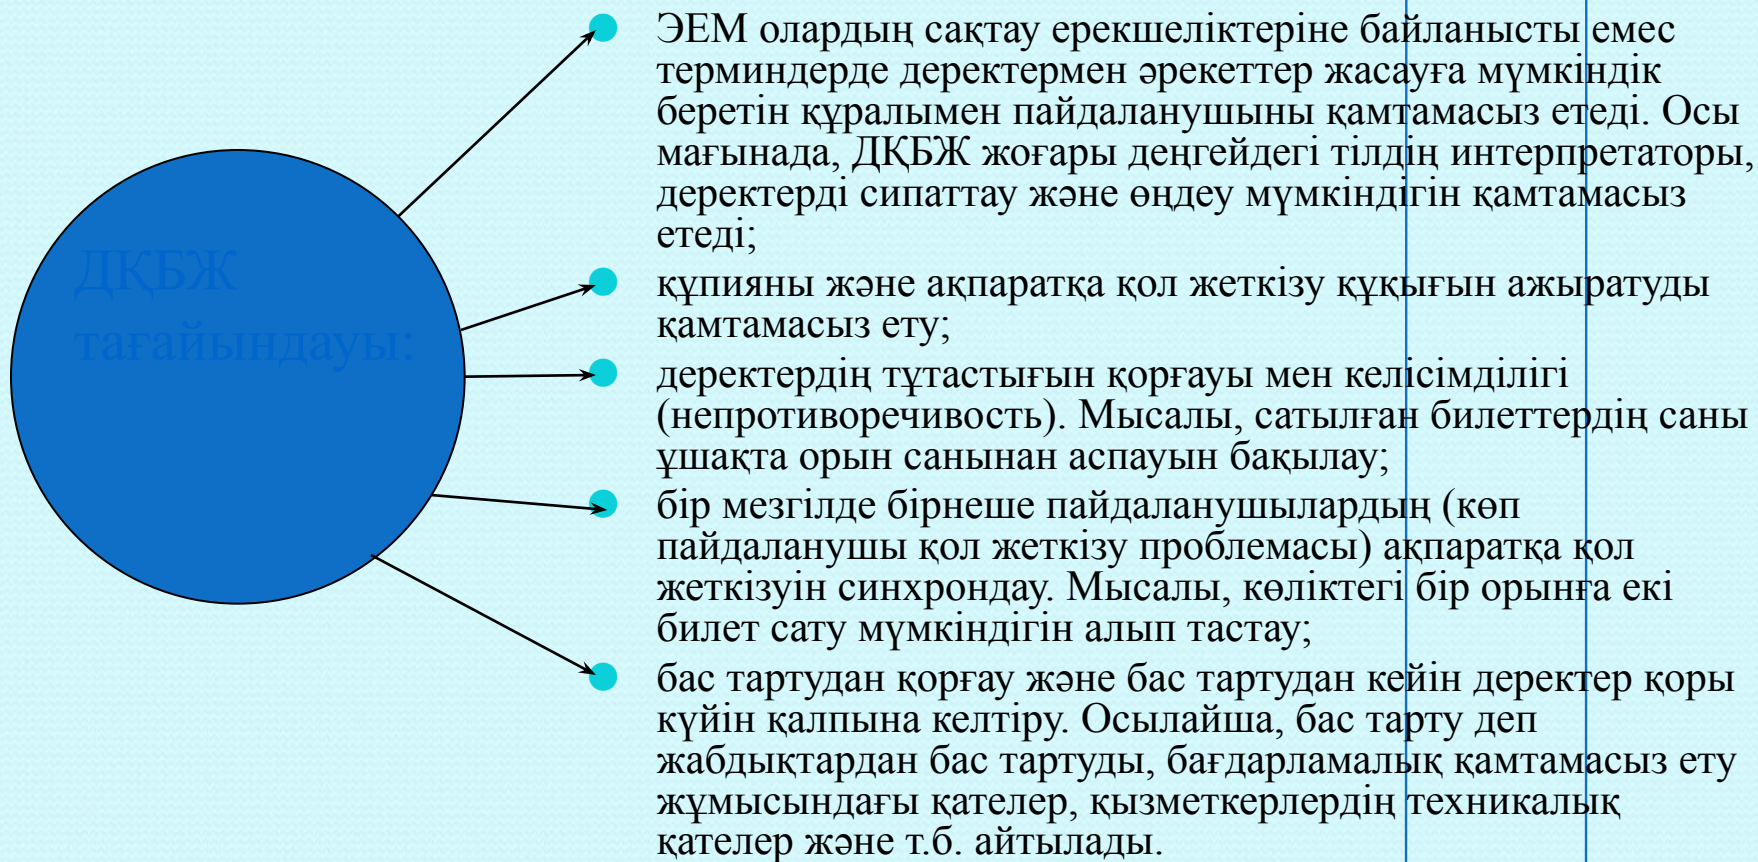 ДҚБЖ
тағайындауы:
ЭЕМ олардың сақтау ерекшеліктеріне байланысты емес
терминдерде деректермен әрекеттер жасауға мүмкіндік
беретін құралымен пайдаланушыны қамтамасыз етеді. Осы
мағынада, ДҚБЖ жоғары деңгейдегі тілдің интерпретаторы,
деректерді сипаттау және өңдеу мүмкіндігін қамтамасыз
етеді;
құпияны және ақпаратқа қол жеткізу құқығын ажыратуды
қамтамасыз ету;
деректердің тұтастығын қорғауы мен келісімділігі
(непротиворечивость). Мысалы, сатылған билеттердің саны
ұшақта орын санынан аспауын бақылау;
бір мезгілде бірнеше пайдаланушылардың (көп
пайдаланушы қол жеткізу проблемасы) ақпаратқа қол
жеткізуін синхрондау. Мысалы, көліктегі бір орынға екі
билет сату мүмкіндігін алып тастау;
бас тартудан қорғау және бас тартудан кейін деректер қоры
күйін қалпына келтіру. Осылайша, бас тарту деп
жабдықтардан бас тартуды, бағдарламалық қамтамасыз ету
жұмысындағы қателер, қызметкерлердің техникалық
қателер және т.б. айтылады.